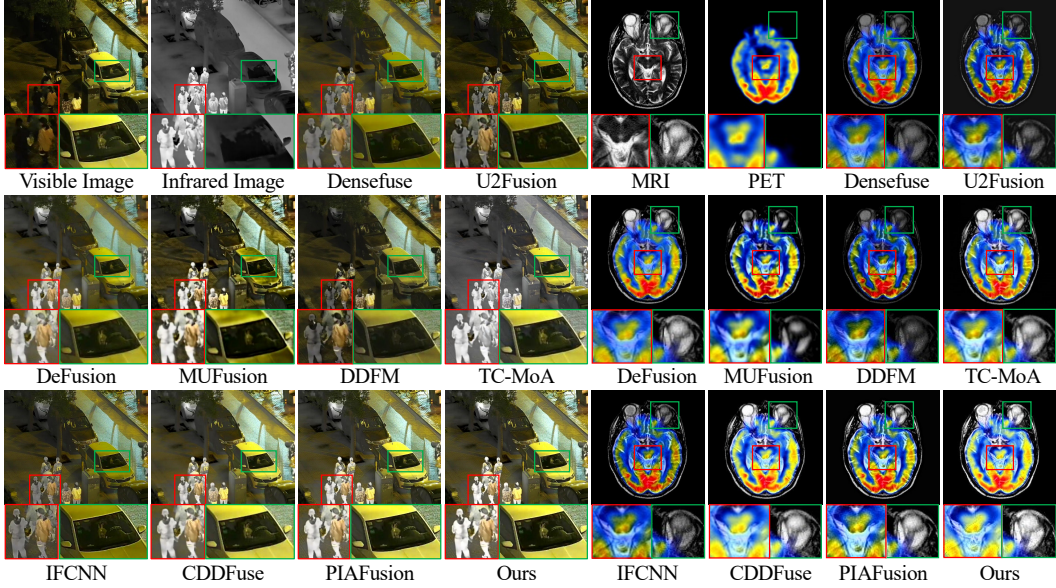 Visible Image Infrared Image Densefuse U2Fusion MRI PET Densefuse U2Fusion
DeFusion MUFusion DDFM TC-MoA DeFusion MUFusion DDFM TC-MoA
IFCNN CDDFuse PIAFusion Ours IFCNN CDDFuse PIAFusion Ours